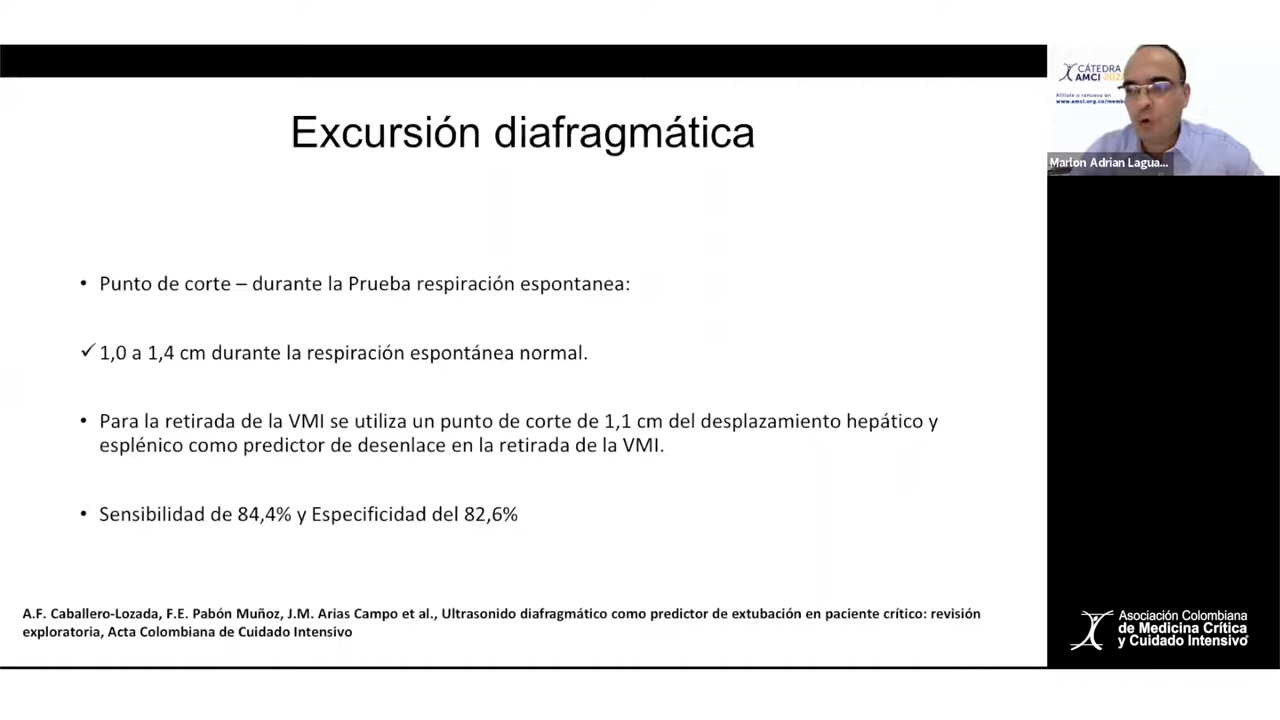 Excursión diafragmática
• Punto de corte – durante la Prueba respiración espontanea:
✓ 1,0 a 1,4 cm durante la respiración espontánea normal.
• Para la retirada de la VMI se utiliza un punto de corte de 1,1 cm del desplazamiento hepático y
esplénico como predictor de desenlace en la retirada de la VMI.
• Sensibilidad de 84,4% y Especificidad del 82,6%
A.F. Caballero-Lozada, F.E. Pabón Muñoz, J.M. Arias Campo et al., Ultrasonido diafragmático como predictor de extubación en paciente crítico: revisión
exploratoria, Acta Colombiana de Cuidado Intensivo
CÁTEDRA
AMCI
Afíliate o renueva en
www.amci.org.co/
Marlon Adrian Lagua...
Asociación Colombiana
de Medicina Crítica
y Cuidado Intensivo